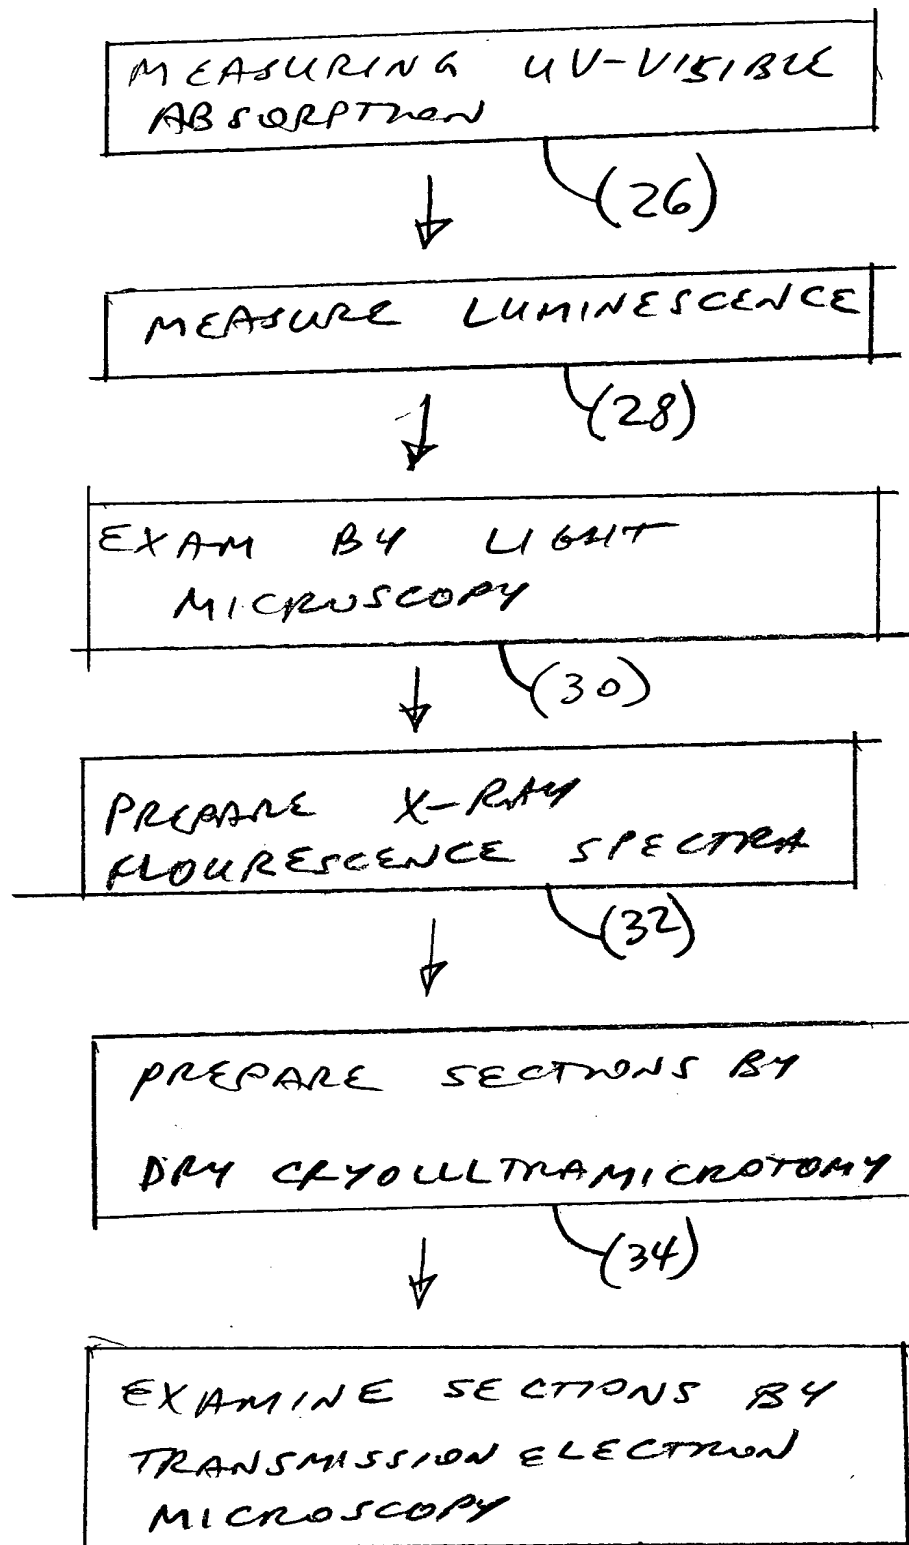 MEASURING UV-VISIBLE
ABSORPTION
(26)
MEASURE LUMINESCENCE
(28)
EXAM BY LIGHT
MICROSCOPY
(30)
PREPARE X-RAY
FLOURESCENCE SPECTRA
(32)
PREPARE SECTIONS BY
DRY CRYOULTRAMICROTOMY
(34)
EXAMINE SECTIONS BY
TRANSMISSION ELECTRON
MICROSCOPY